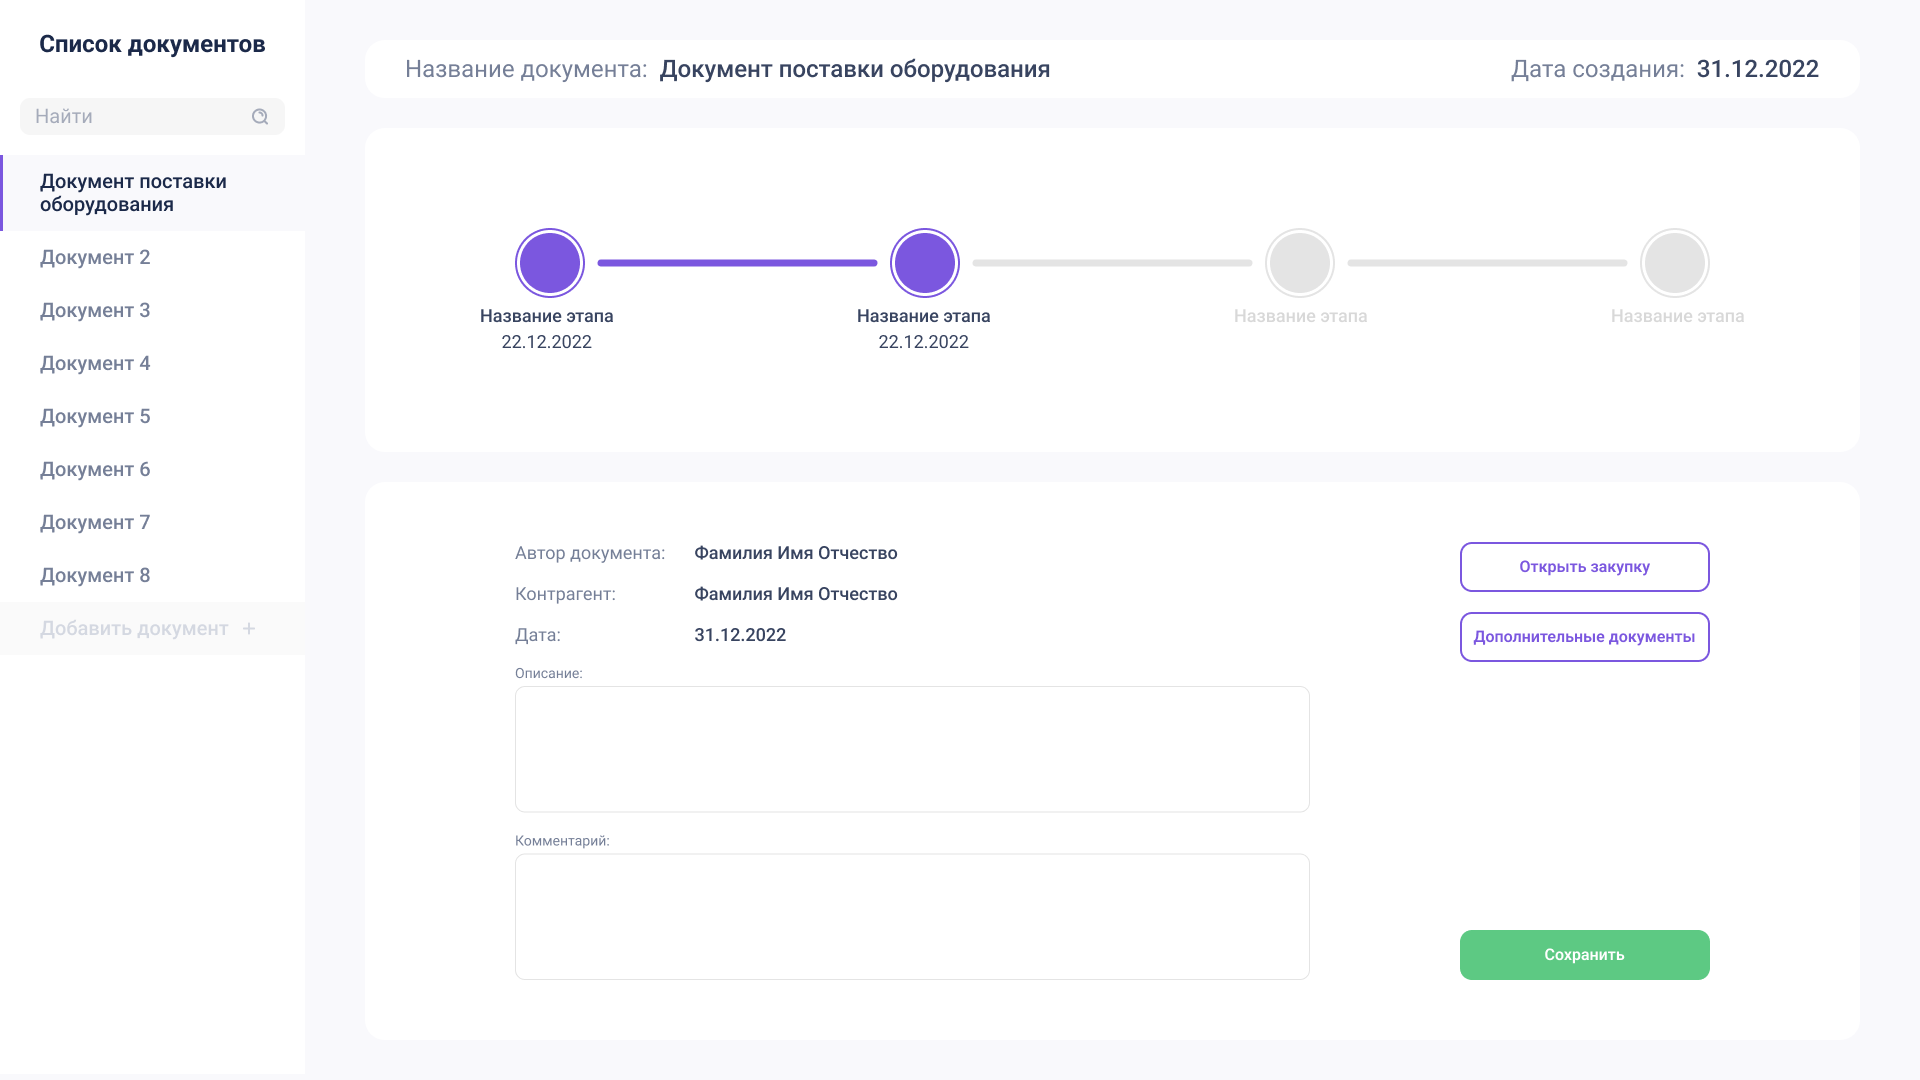 Список документов
Найти
Документ поставки
оборудования
Документ 2
Документ 3
Документ 4
Документ 5
Документ 6
Документ 7
Документ 8
Добавить документ +
Название документа: Документ поставки оборудования
Дата создания: 31.12.2022
Название этапа
22.12.2022
Название этапа
22.12.2022
Название этапа
Название этапа
Автор документа: Фамилия Имя Отчество
Контрагент: Фамилия Имя Отчество
Дата: 31.12.2022
Описание:
Комментарий:
Открыть закупку
Дополнительные документы
Сохранить